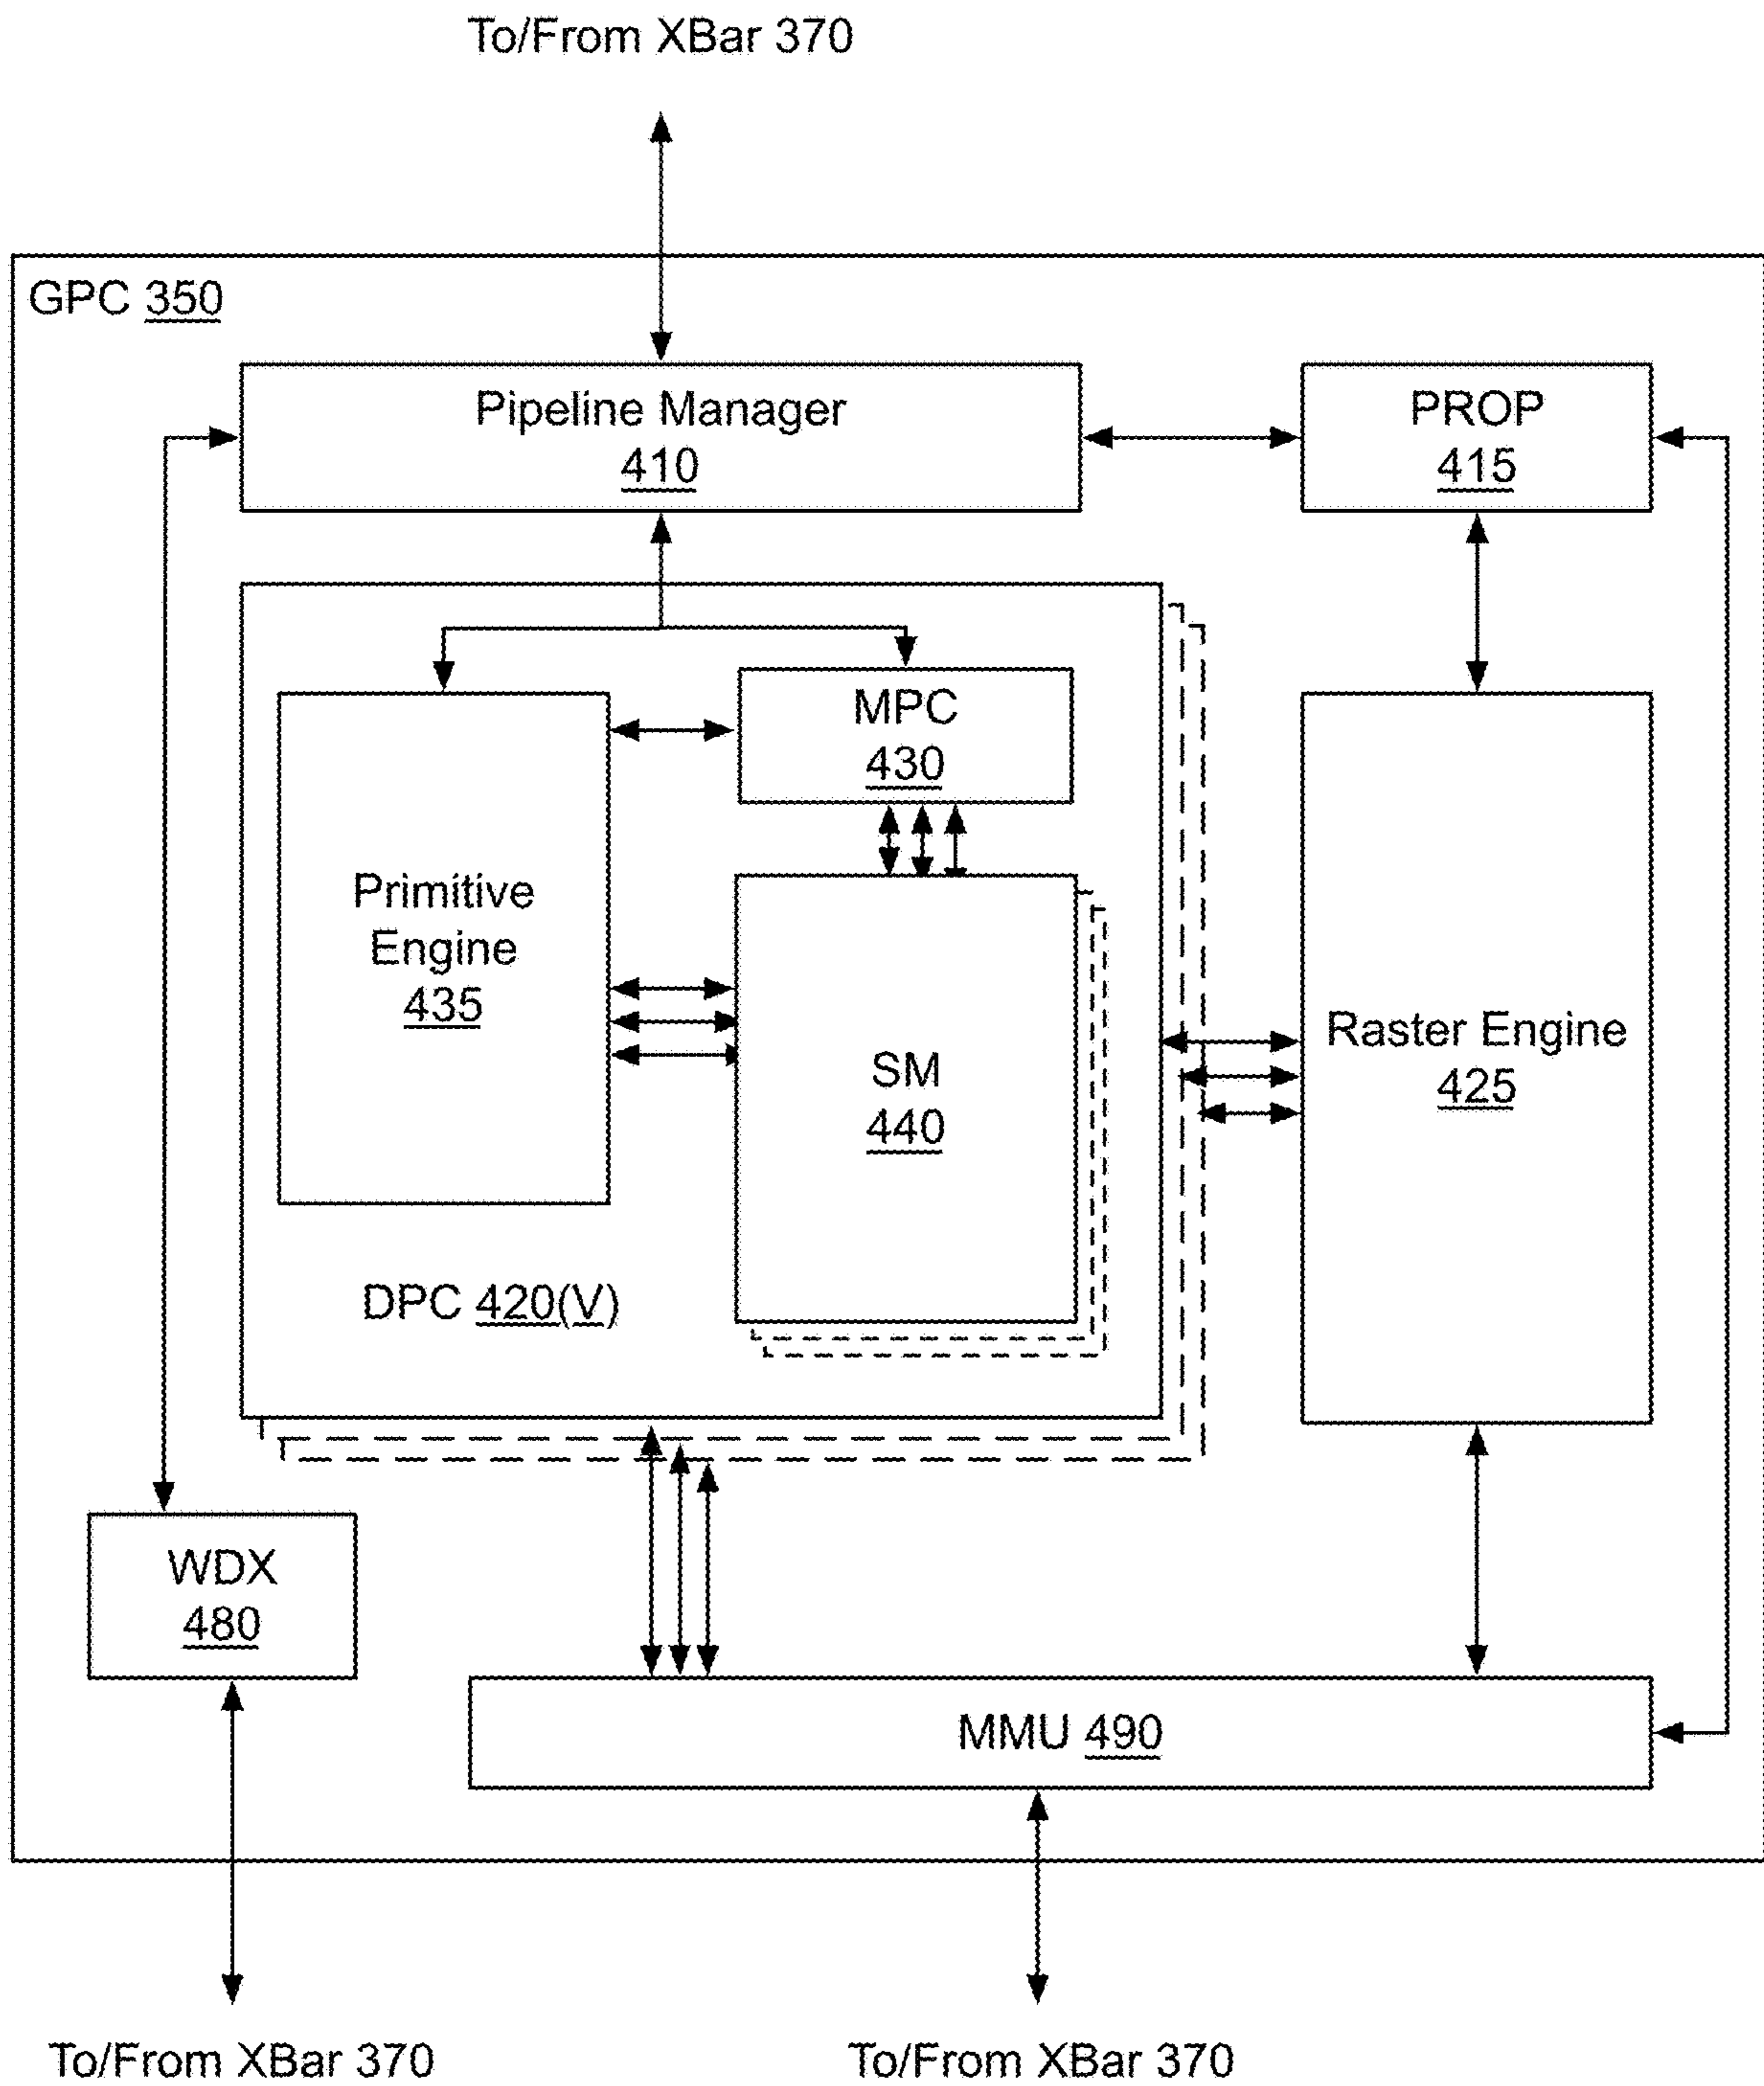 To/From XBar 370
GPC 350
Pipeline Manager
410
PROP
415
MPC
430
Primitive
Engine
435
SM
440
Raster Engine
425
DPC 420(V)
WDX
480
MMU 490
To/From XBar 370
To/From XBar 370